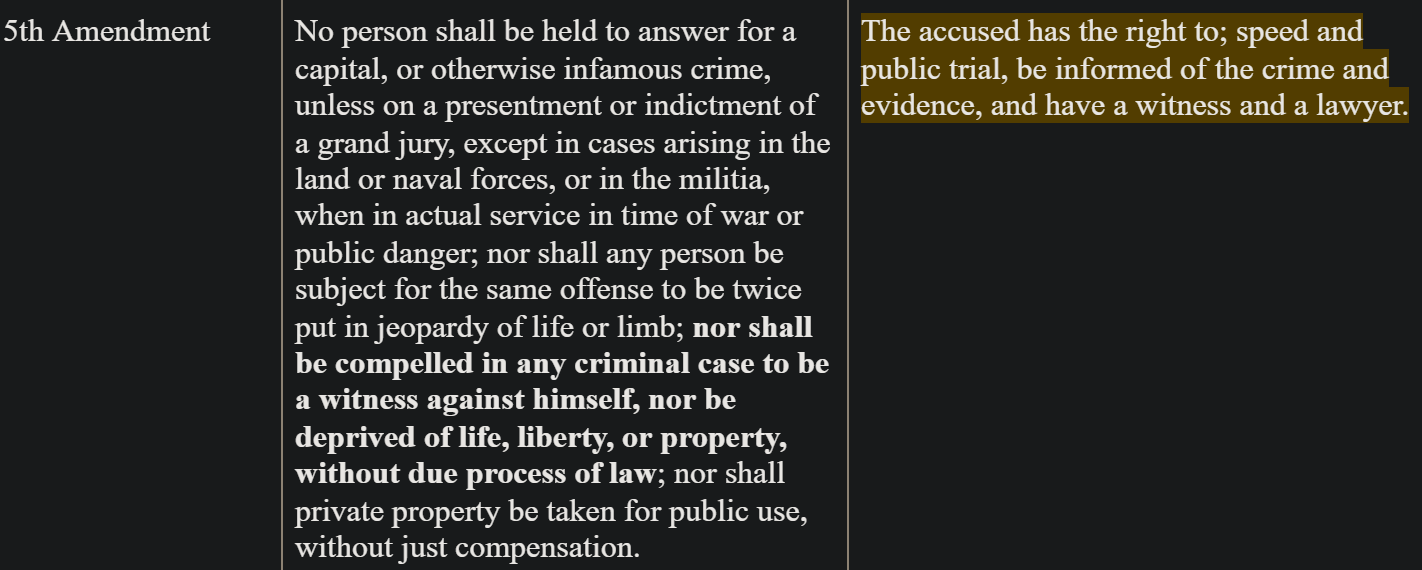 5th Amendment
No person shall be held to answer for a
capital, or otherwise infamous crime,
unless on a presentment or indictment of
a grand jury, except in cases arising in the
land or naval forces, or in the militia,
when in actual service in time of war or
public danger; nor shall any person be
subject for the same offense to be twice
put in jeopardy of life or limb; nor shall
be compelled in any criminal case to be
a witness against himself, nor be
deprived of life, liberty, or property,
without due process of law; nor shall
private property be taken for public use,
without just compensation.
The accused has the right to; speed and
public trial, be informed of the crime and
evidence, and have a witness and a lawyer.